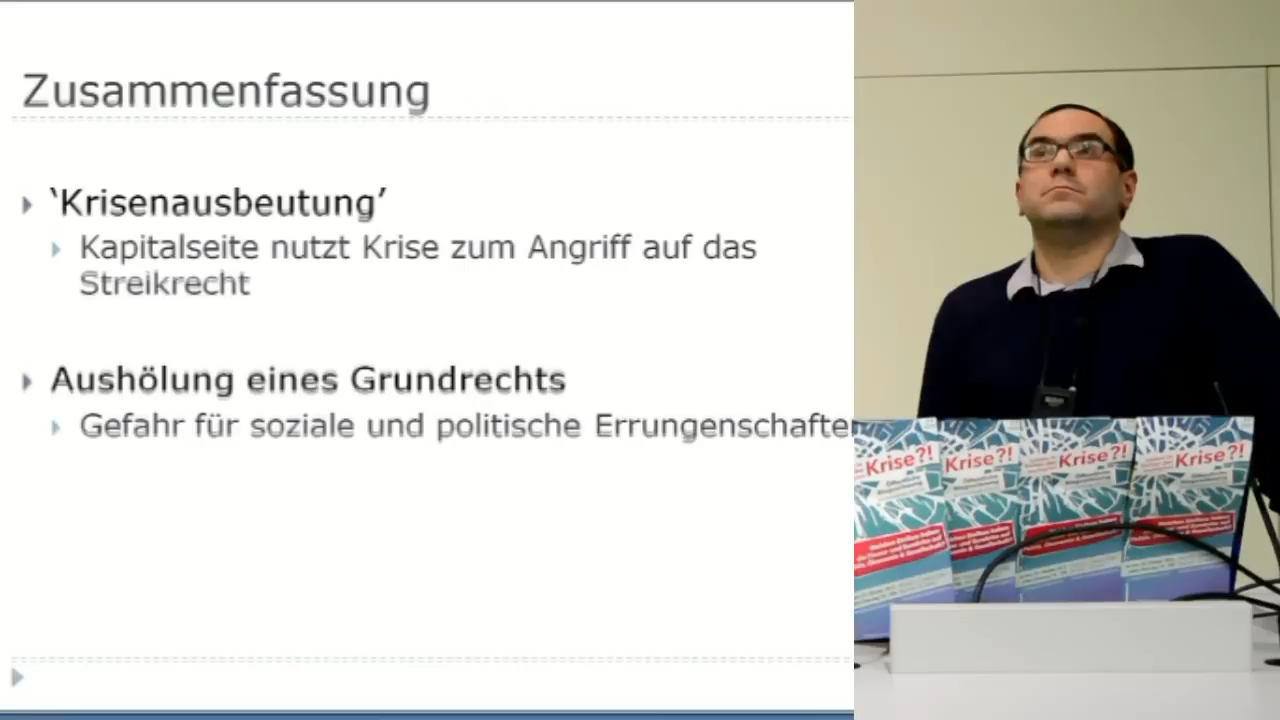 Zusammenfassung
‘Krisenausbeutung’
Kapitalseite nutzt Krise zum Angriff auf das
Streikrecht
Aushölung eines Grundrechts
Gefahr für soziale und politische Errungenschafte
Krise?!
Krise?!
Krise?!
Krise?!